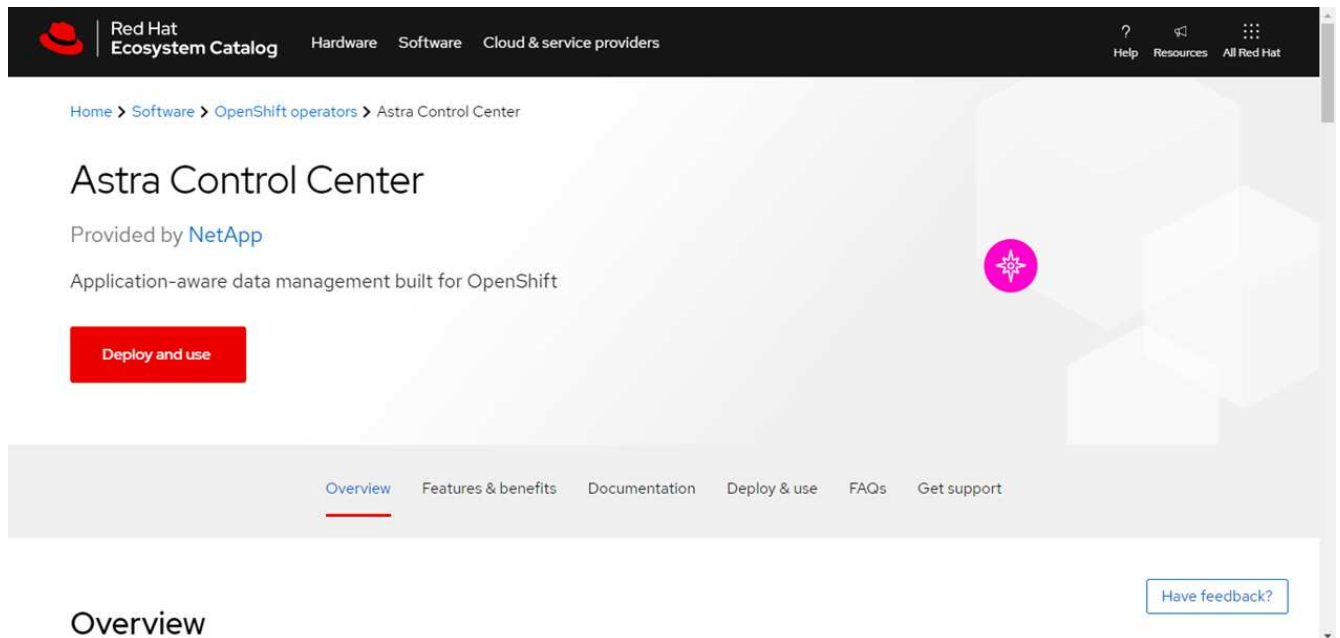 Red Hat
Ecosystem Catalog
Hardware Software Cloud & service providers
? Help Resources All Red Hat
Home > Software > OpenShift operators > Astra Control Center
Astra Control Center
Provided by NetApp
Application-aware data management built for OpenShift
Deploy and use
Overview Features & benefits Documentation Deploy & use FAQs Get support
Have feedback?
Overview